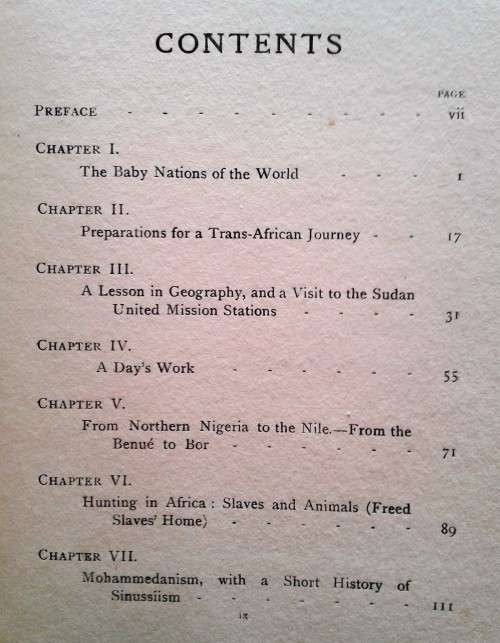 CONTENTS
PAGE
PREFACE - - - - - - - - - vii
CHAPTER I.
The Baby Nations of the World - - - 1
CHAPTER II.
Preparations for a Trans-African Journey - - 17
CHAPTER III.
A Lesson in Geography, and a Visit to the Sudan
United Mission Stations - - - - 31
CHAPTER IV.
A Day's Work - - - - - - 55
CHAPTER V.
From Northern Nigeria to the Nile.—From the
Benué to Bor - - - - - - 71
CHAPTER VI.
Hunting in Africa : Slaves and Animals (Freed
Slaves' Home) - - - - - - 89
CHAPTER VII.
Mohammedanism, with a Short History of
Sinussiism - - - - - - 111
ix